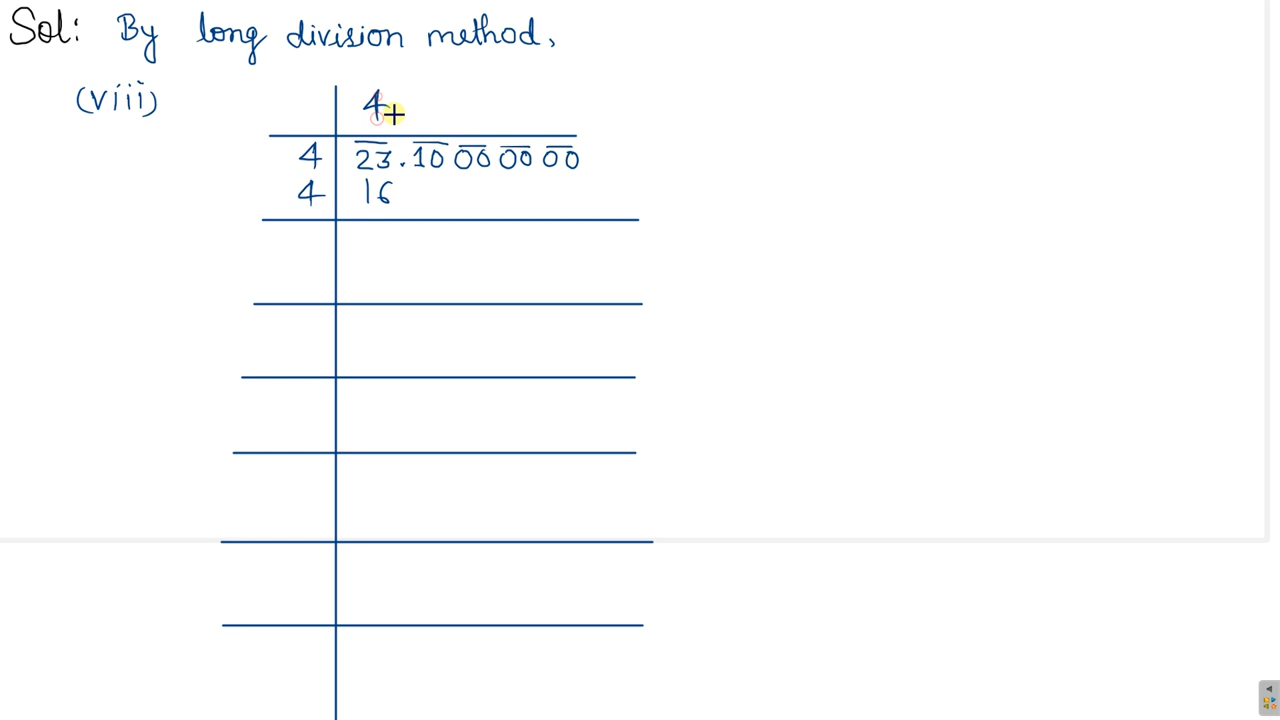 Sol: By long division method,
(viii)
4
4 23.10 00 00 00
4 16